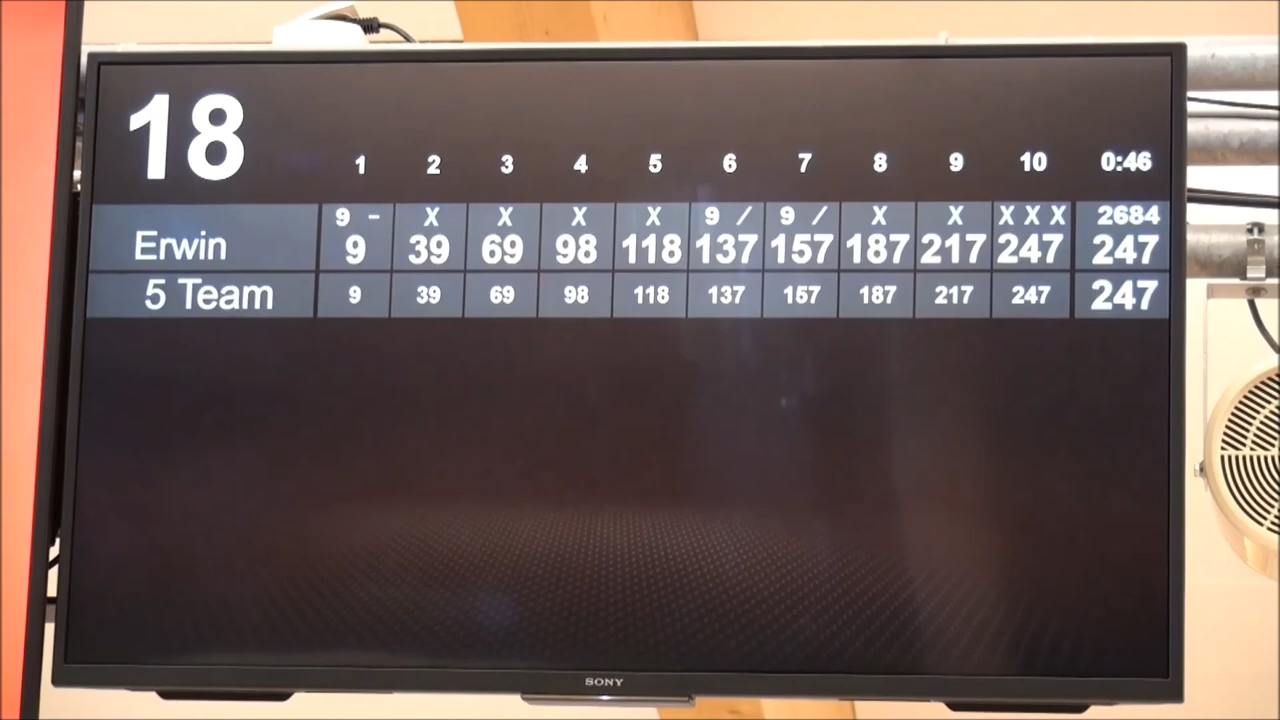 18
1 2 3 4 5 6 7 8 9 10 0:46
9 - X X X X 9 / 9 / X X X X X 2684
Erwin 9 39 69 98 118 137 157 187 217 247 247
5 Team 9 39 69 98 118 137 157 187 217 247 247
SONY